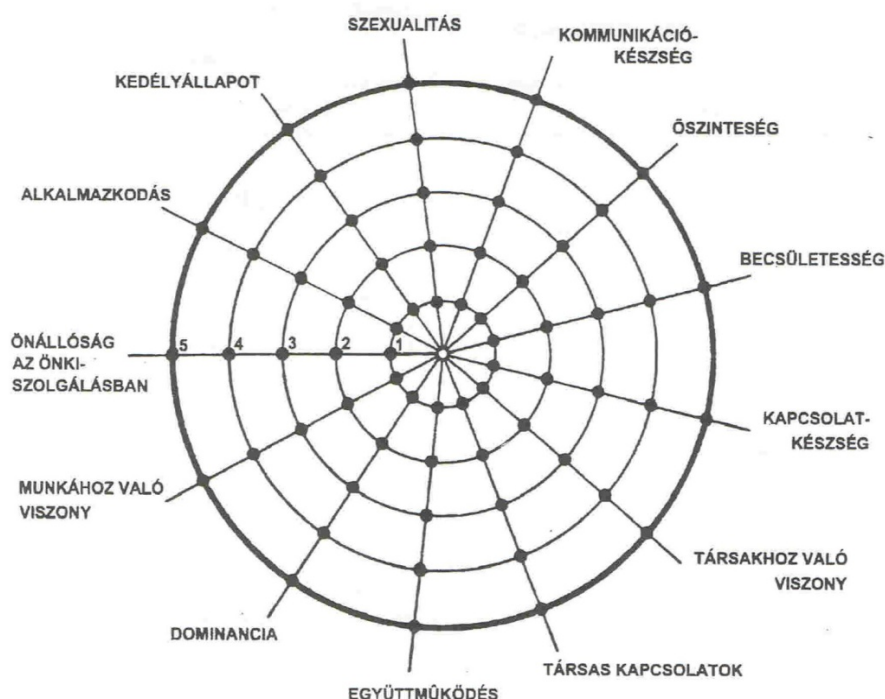 SZEXUALITÁS
KOMMUNIKÁCIÓ-
KÉSZSÉG
KEDÉLYÁLLAPOT
ŐSZINTESÉG
ALKALMAZKODÁS
BECSÜLETESSÉG
ÖNÁLLÓSÁG
AZ ÖNKI-
SZOLGÁLÁSBAN
5 4 3 2 1
KAPCSOLAT-
KÉSZSÉG
MUNKÁHOZ VALÓ
VISZONY
TÁRSAKHOZ VALÓ
VISZONY
DOMINANCIA
TÁRSAS KAPCSOLATOK
EGYÜTTMŰKÖDÉS